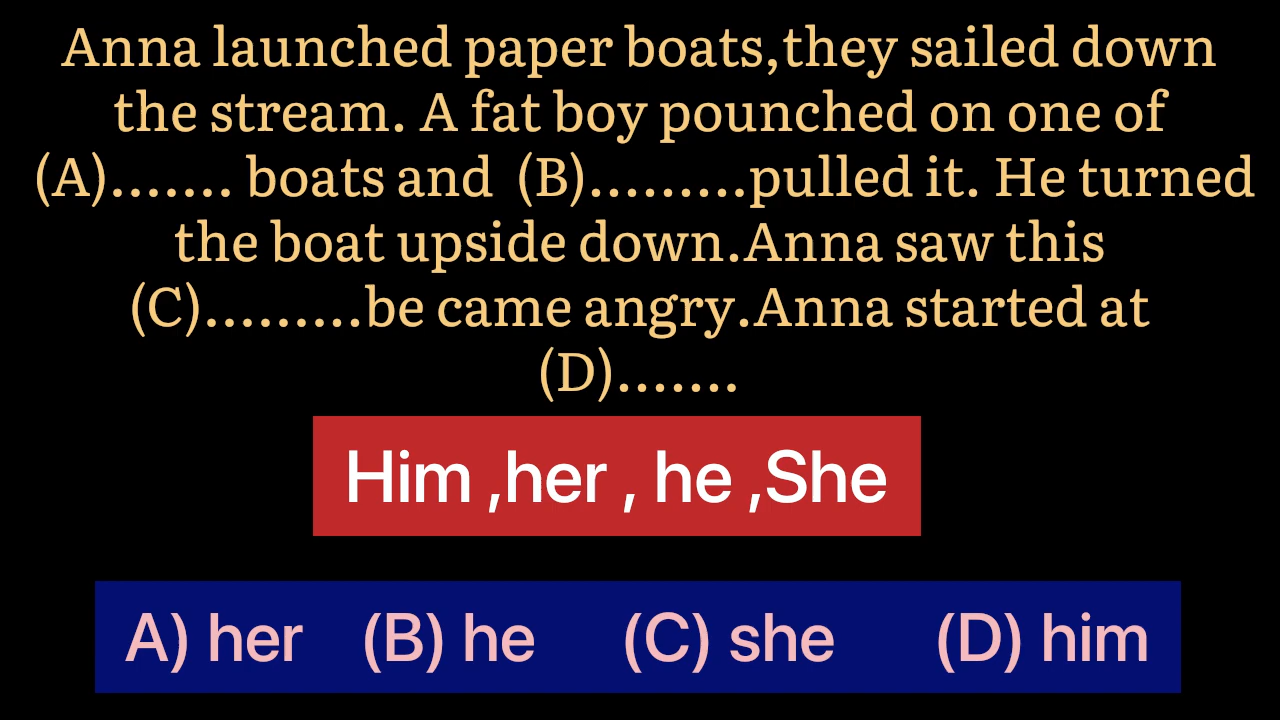 Anna launched paper boats,they sailed down
the stream. A fat boy pounched on one of
(A)....... boats and (B).........pulled it. He turned
the boat upside down.Anna saw this
(C).........be came angry.Anna started at
(D).......
Him ,her , he ,She
A) her (B) he (C) she (D) him